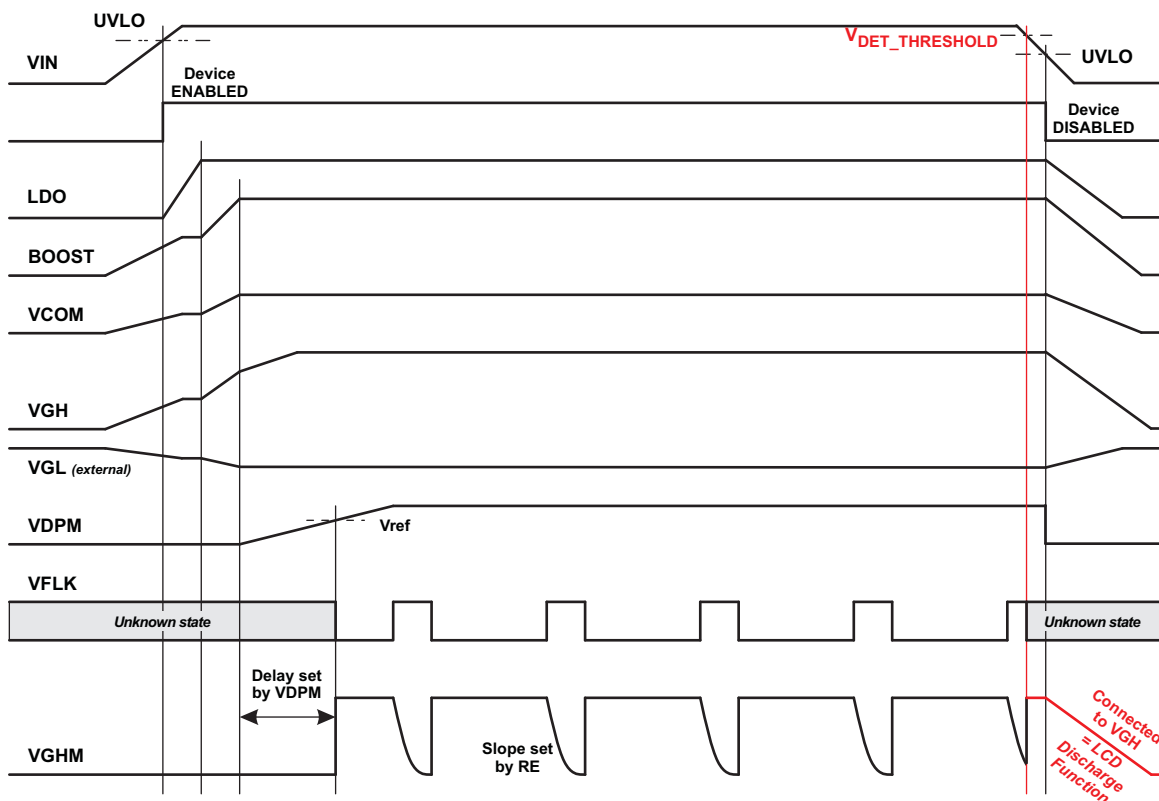 UVLO
VIN
VDET_THRESHOLD
UVLO
Device
ENABLED
Device
DISABLED
LDO
BOOST
VCOM
VGH
VGL (external)
VDPM
Vref
VFLK
Unknown state
Unknown state
Delay set
by VDPM
Slope set
by RE
VGHM
Connected
to VGH
= LCD
Discharge
Function